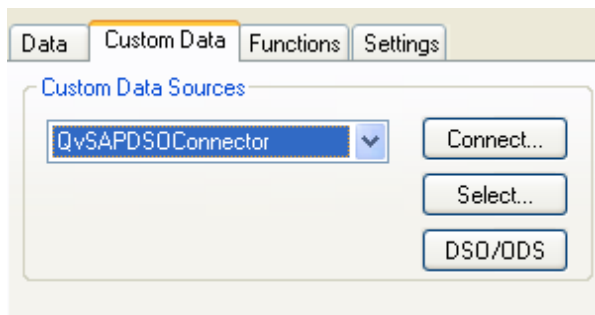 Data Custom Data Functions Settings
Custom Data Sources
QvSAPDSOConnector Connect...
Select...
DSO/ODS